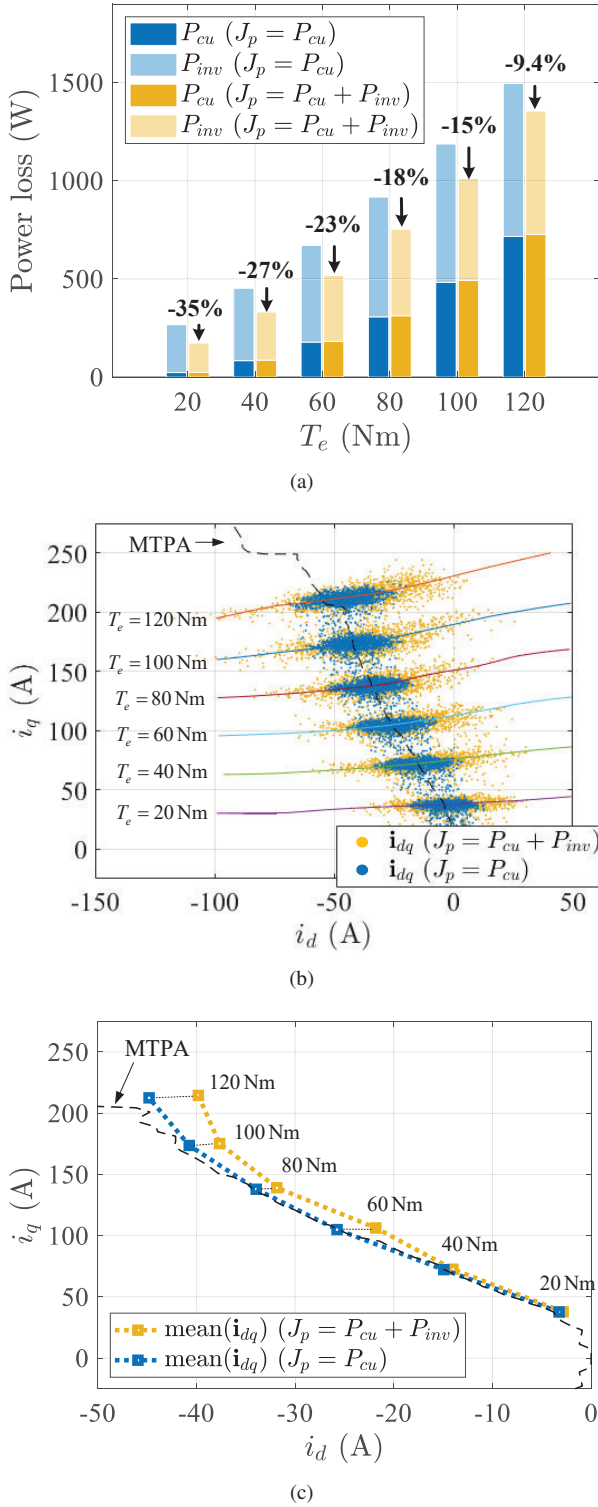 P_cu (J_p = P_cu)
P_inv (J_p = P_cu)
P_cu (J_p = P_cu + P_inv)
P_inv (J_p = P_cu + P_inv)
-35%
-27%
-23%
-18%
-15%
-9.4%
1500
1000
500
0
Power loss (W)
20 40 60 80 100 120
T_e (Nm)
(a)
MTPA
250
200
150
100
50
0
i_q (A)
T_e = 120 Nm
T_e = 100 Nm
T_e = 80 Nm
T_e = 60 Nm
T_e = 40 Nm
T_e = 20 Nm
i_dq (J_p = P_cu + P_inv)
i_dq (J_p = P_cu)
-150 -100 -50 0 50
i_d (A)
(b)
MTPA
120 Nm
100 Nm
80 Nm
60 Nm
40 Nm
20 Nm
250
200
150
100
50
0
i_q (A)
mean(i_dq) (J_p = P_cu + P_inv)
mean(i_dq) (J_p = P_cu)
-50 -40 -30 -20 -10 0
i_d (A)
(c)